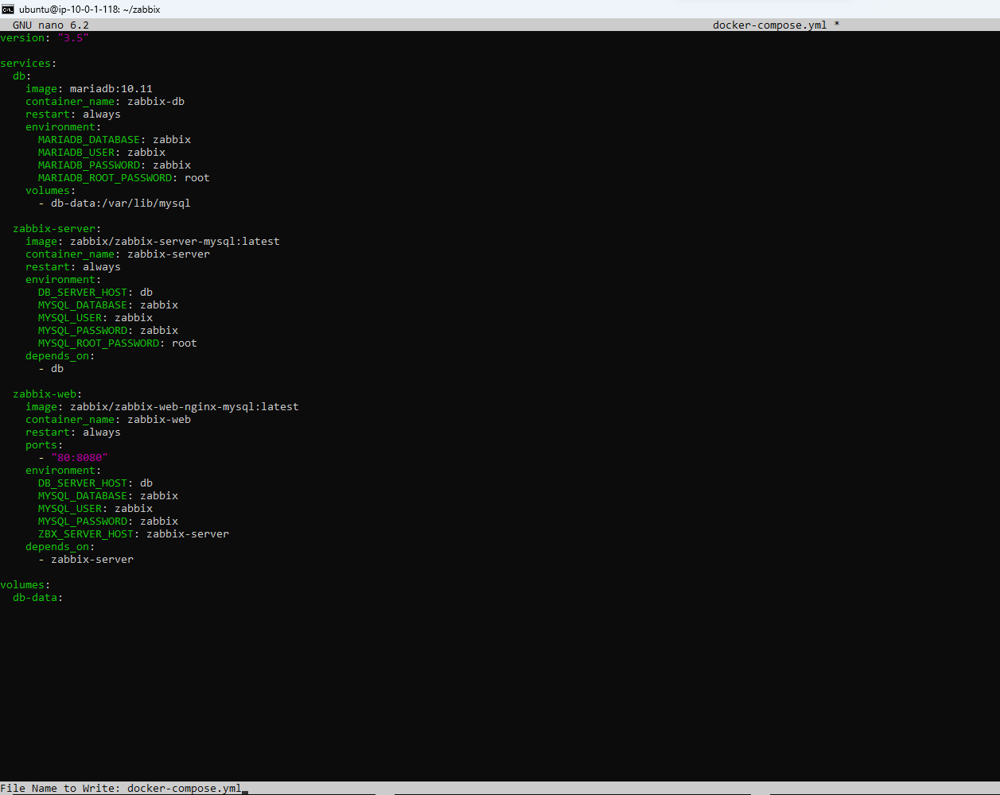 ubuntu@ip-10-0-1-118: ~/zabbix
GNU nano 6.2 docker-compose.yml *
version: "3.5"

services:
  db:
    image: mariadb:10.11
    container_name: zabbix-db
    restart: always
    environment:
      MARIADB_DATABASE: zabbix
      MARIADB_USER: zabbix
      MARIADB_PASSWORD: zabbix
      MARIADB_ROOT_PASSWORD: root
    volumes:
      - db-data:/var/lib/mysql

  zabbix-server:
    image: zabbix/zabbix-server-mysql:latest
    container_name: zabbix-server
    restart: always
    environment:
      DB_SERVER_HOST: db
      MYSQL_DATABASE: zabbix
      MYSQL_USER: zabbix
      MYSQL_PASSWORD: zabbix
      MYSQL_ROOT_PASSWORD: root
    depends_on:
      - db

  zabbix-web:
    image: zabbix/zabbix-web-nginx-mysql:latest
    container_name: zabbix-web
    restart: always
    ports:
      - "80:8080"
    environment:
      DB_SERVER_HOST: db
      MYSQL_DATABASE: zabbix
      MYSQL_USER: zabbix
      MYSQL_PASSWORD: zabbix
      ZBX_SERVER_HOST: zabbix-server
    depends_on:
      - zabbix-server

volumes:
  db-data:

File Name to Write: docker-compose.yml